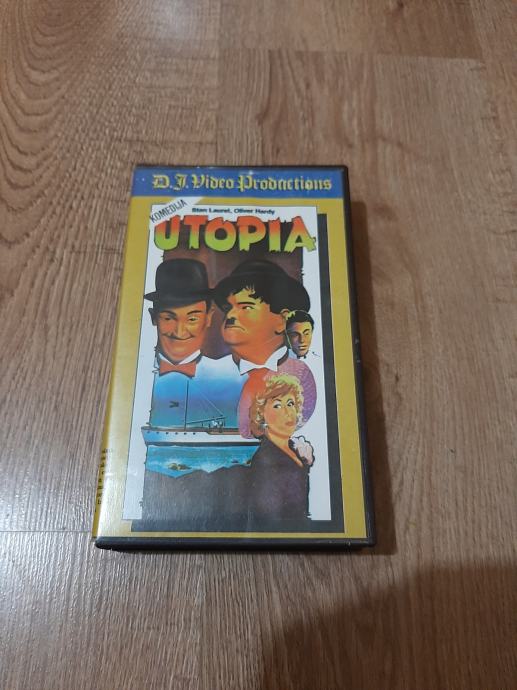 D.J. Video Productions
KOMEDIJA
Stan Laurel, Oliver Hardy
UTOPIA